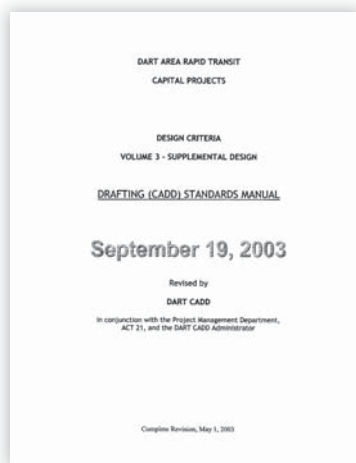 DART AREA RAPID TRANSIT
CAPITAL PROJECTS
DESIGN CRITERIA
VOLUME 3 - SUPPLEMENTAL DESIGN
DRAFTING (CADD) STANDARDS MANUAL
September 19, 2003
Revised by
DART CADD
in conjunction with the Project Management Department,
ACT 21, and the DART CADD Administrator
Complete Revision, May 1, 2003